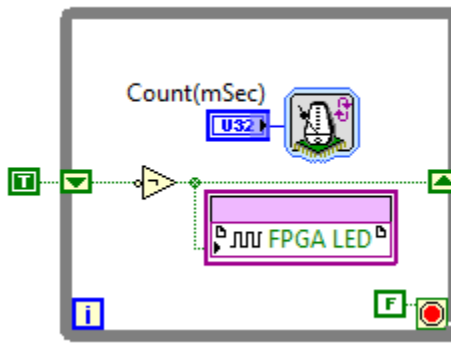 Count(mSec)
U32
T
FPGA LED
i
F